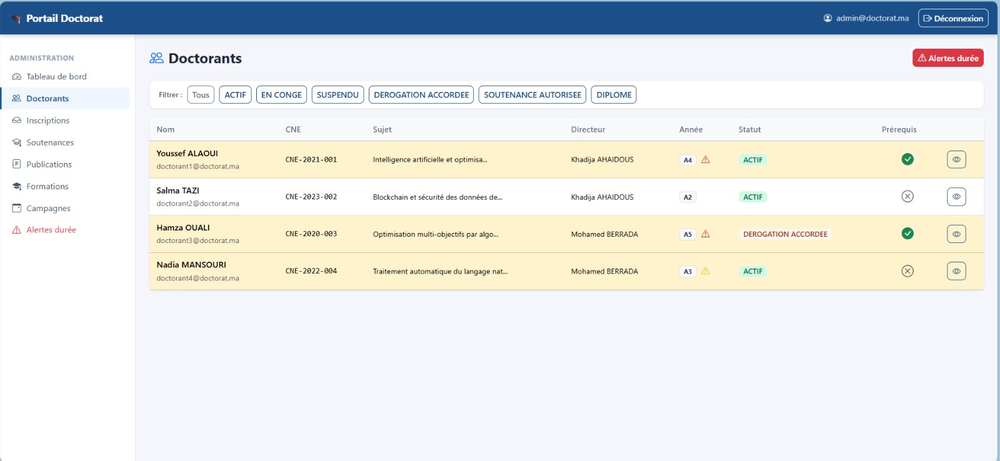 Portail Doctorat
admin@doctorat.ma Déconnexion
ADMINISTRATION
Tableau de bord
Doctorants
Inscriptions
Soutenances
Publications
Formations
Campagnes
Alertes durée
Doctorants
Alertes durée
Filtrer : Tous ACTIF EN CONGE SUSPENDU DEROGATION ACCORDEE SOUTENANCE AUTORISEE DIPLOME
Nom CNE Sujet Directeur Année Statut Prérequis
Youssef ALAOUI
doctorant1@doctorat.ma
CNE-2021-001 Intelligence artificielle et optimisa... Khadija AHAIDOUS A4 ACTIF
Salma TAZI
doctorant2@doctorat.ma
CNE-2023-002 Blockchain et sécurité des données de... Khadija AHAIDOUS A2 ACTIF
Hamza OUALI
doctorant3@doctorat.ma
CNE-2020-003 Optimisation multi-objectifs par algo... Mohamed BERRADA A5 DEROGATION ACCORDEE
Nadia MANSOURI
doctorant4@doctorat.ma
CNE-2022-004 Traitement automatique du langage nat... Mohamed BERRADA A3 ACTIF